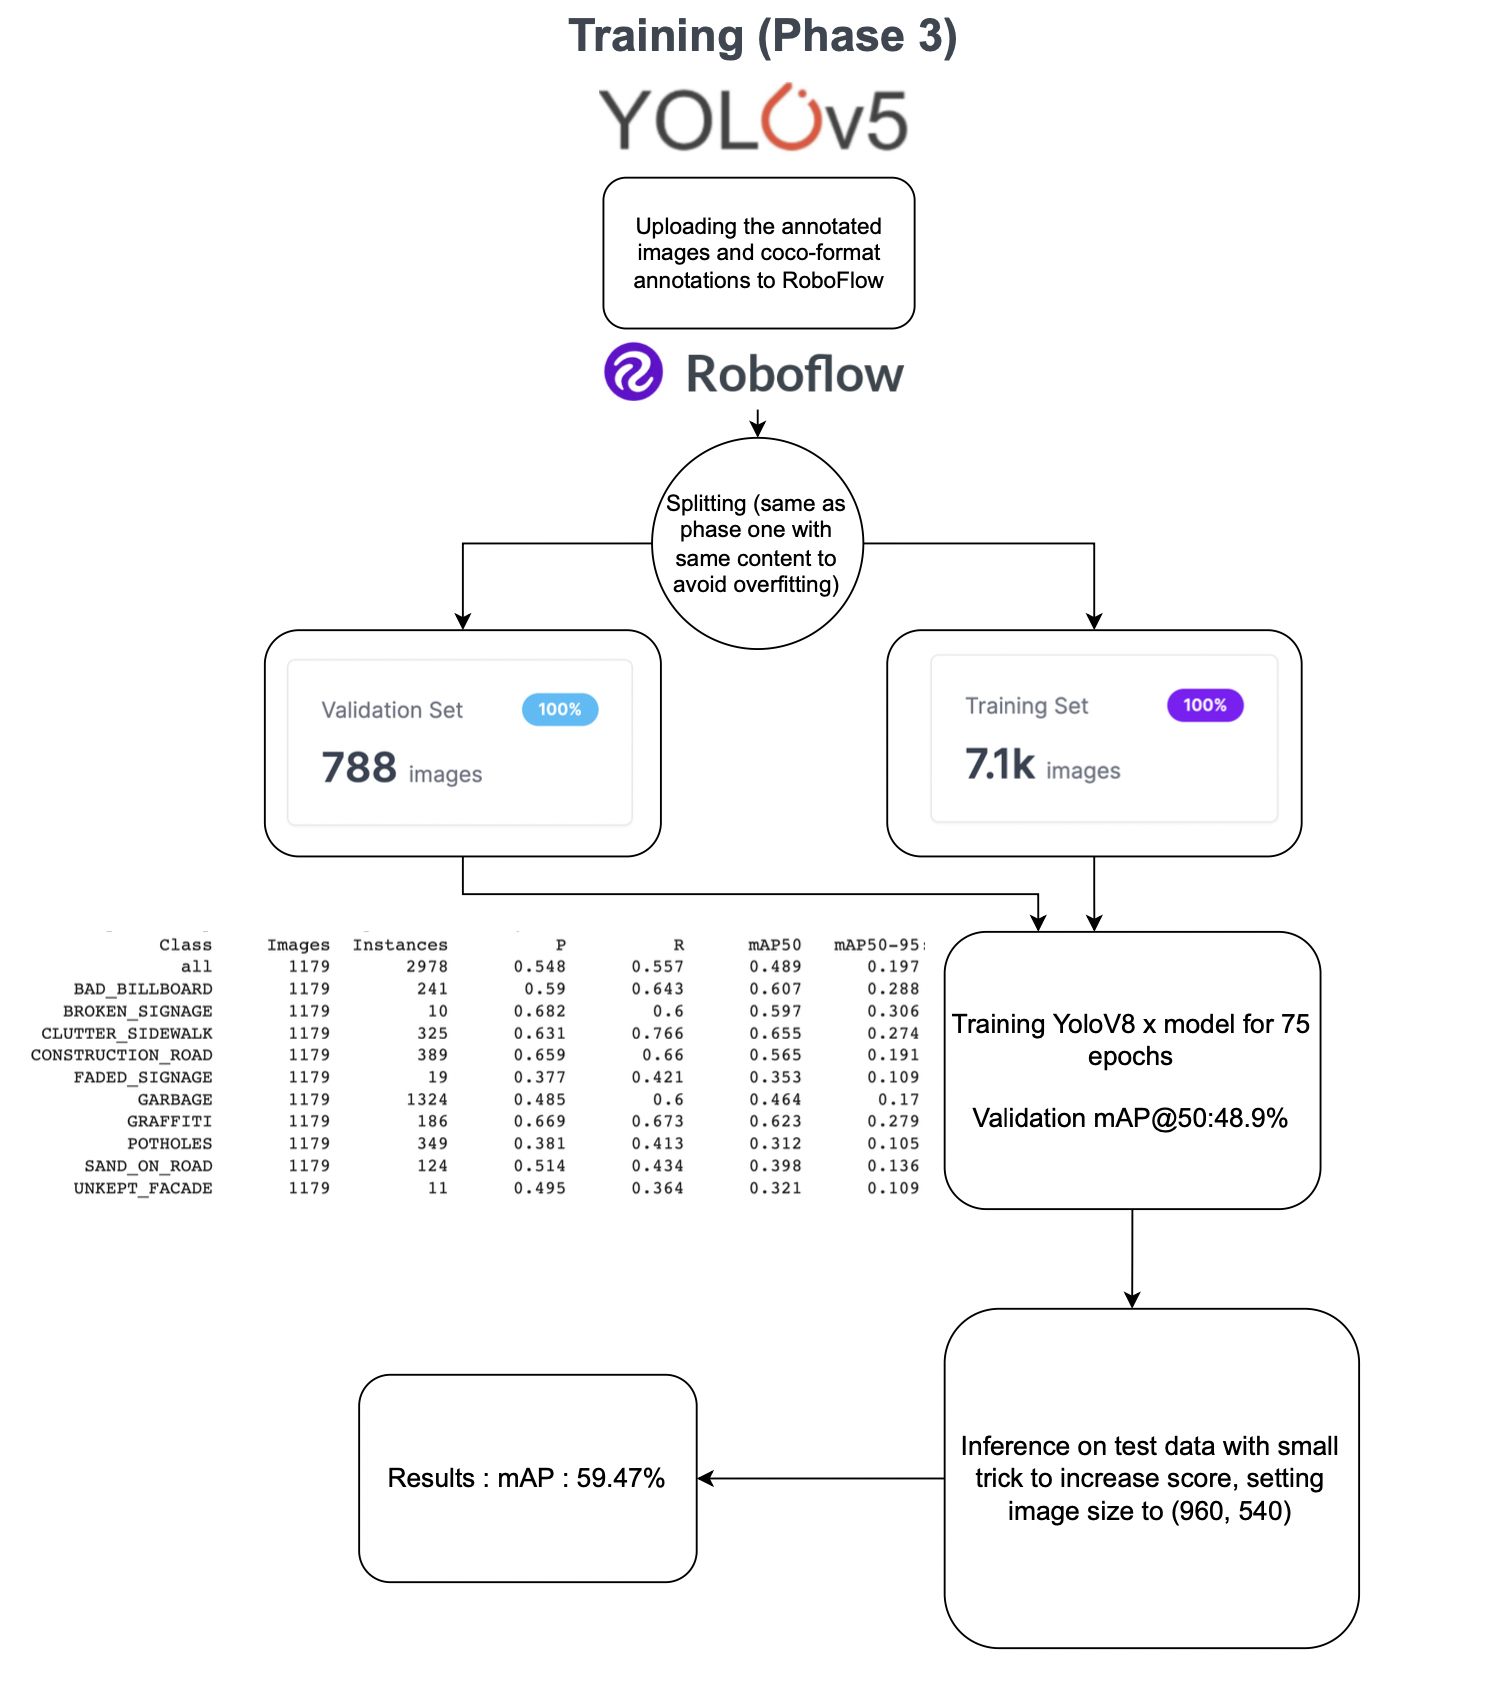 Training (Phase 3)
YOLOv5
Uploading the annotated
images and coco-format
annotations to RoboFlow
Roboflow
Splitting (same as
phase one with
same content to
avoid overfitting)
Validation Set 100%
788 images
Training Set 100%
7.1k images
Class Images Instances P R mAP50 mAP50-95:
all 1179 2978 0.548 0.557 0.489 0.197
BAD_BILLBOARD 1179 241 0.59 0.643 0.607 0.288
BROKEN_SIGNAGE 1179 10 0.682 0.6 0.597 0.306
CLUTTER_SIDEWALK 1179 325 0.631 0.766 0.655 0.274
CONSTRUCTION_ROAD 1179 389 0.659 0.66 0.565 0.191
FADED_SIGNAGE 1179 19 0.377 0.421 0.353 0.109
GARBAGE 1179 1324 0.485 0.6 0.464 0.17
GRAFFITI 1179 186 0.669 0.673 0.623 0.279
POTHOLES 1179 349 0.381 0.413 0.312 0.105
SAND_ON_ROAD 1179 124 0.514 0.434 0.398 0.136
UNKEPT_FACADE 1179 11 0.495 0.364 0.321 0.109
Training YoloV8 x model for 75
epochs
Validation mAP@50:48.9%
Inference on test data with small
trick to increase score, setting
image size to (960, 540)
Results : mAP : 59.47%